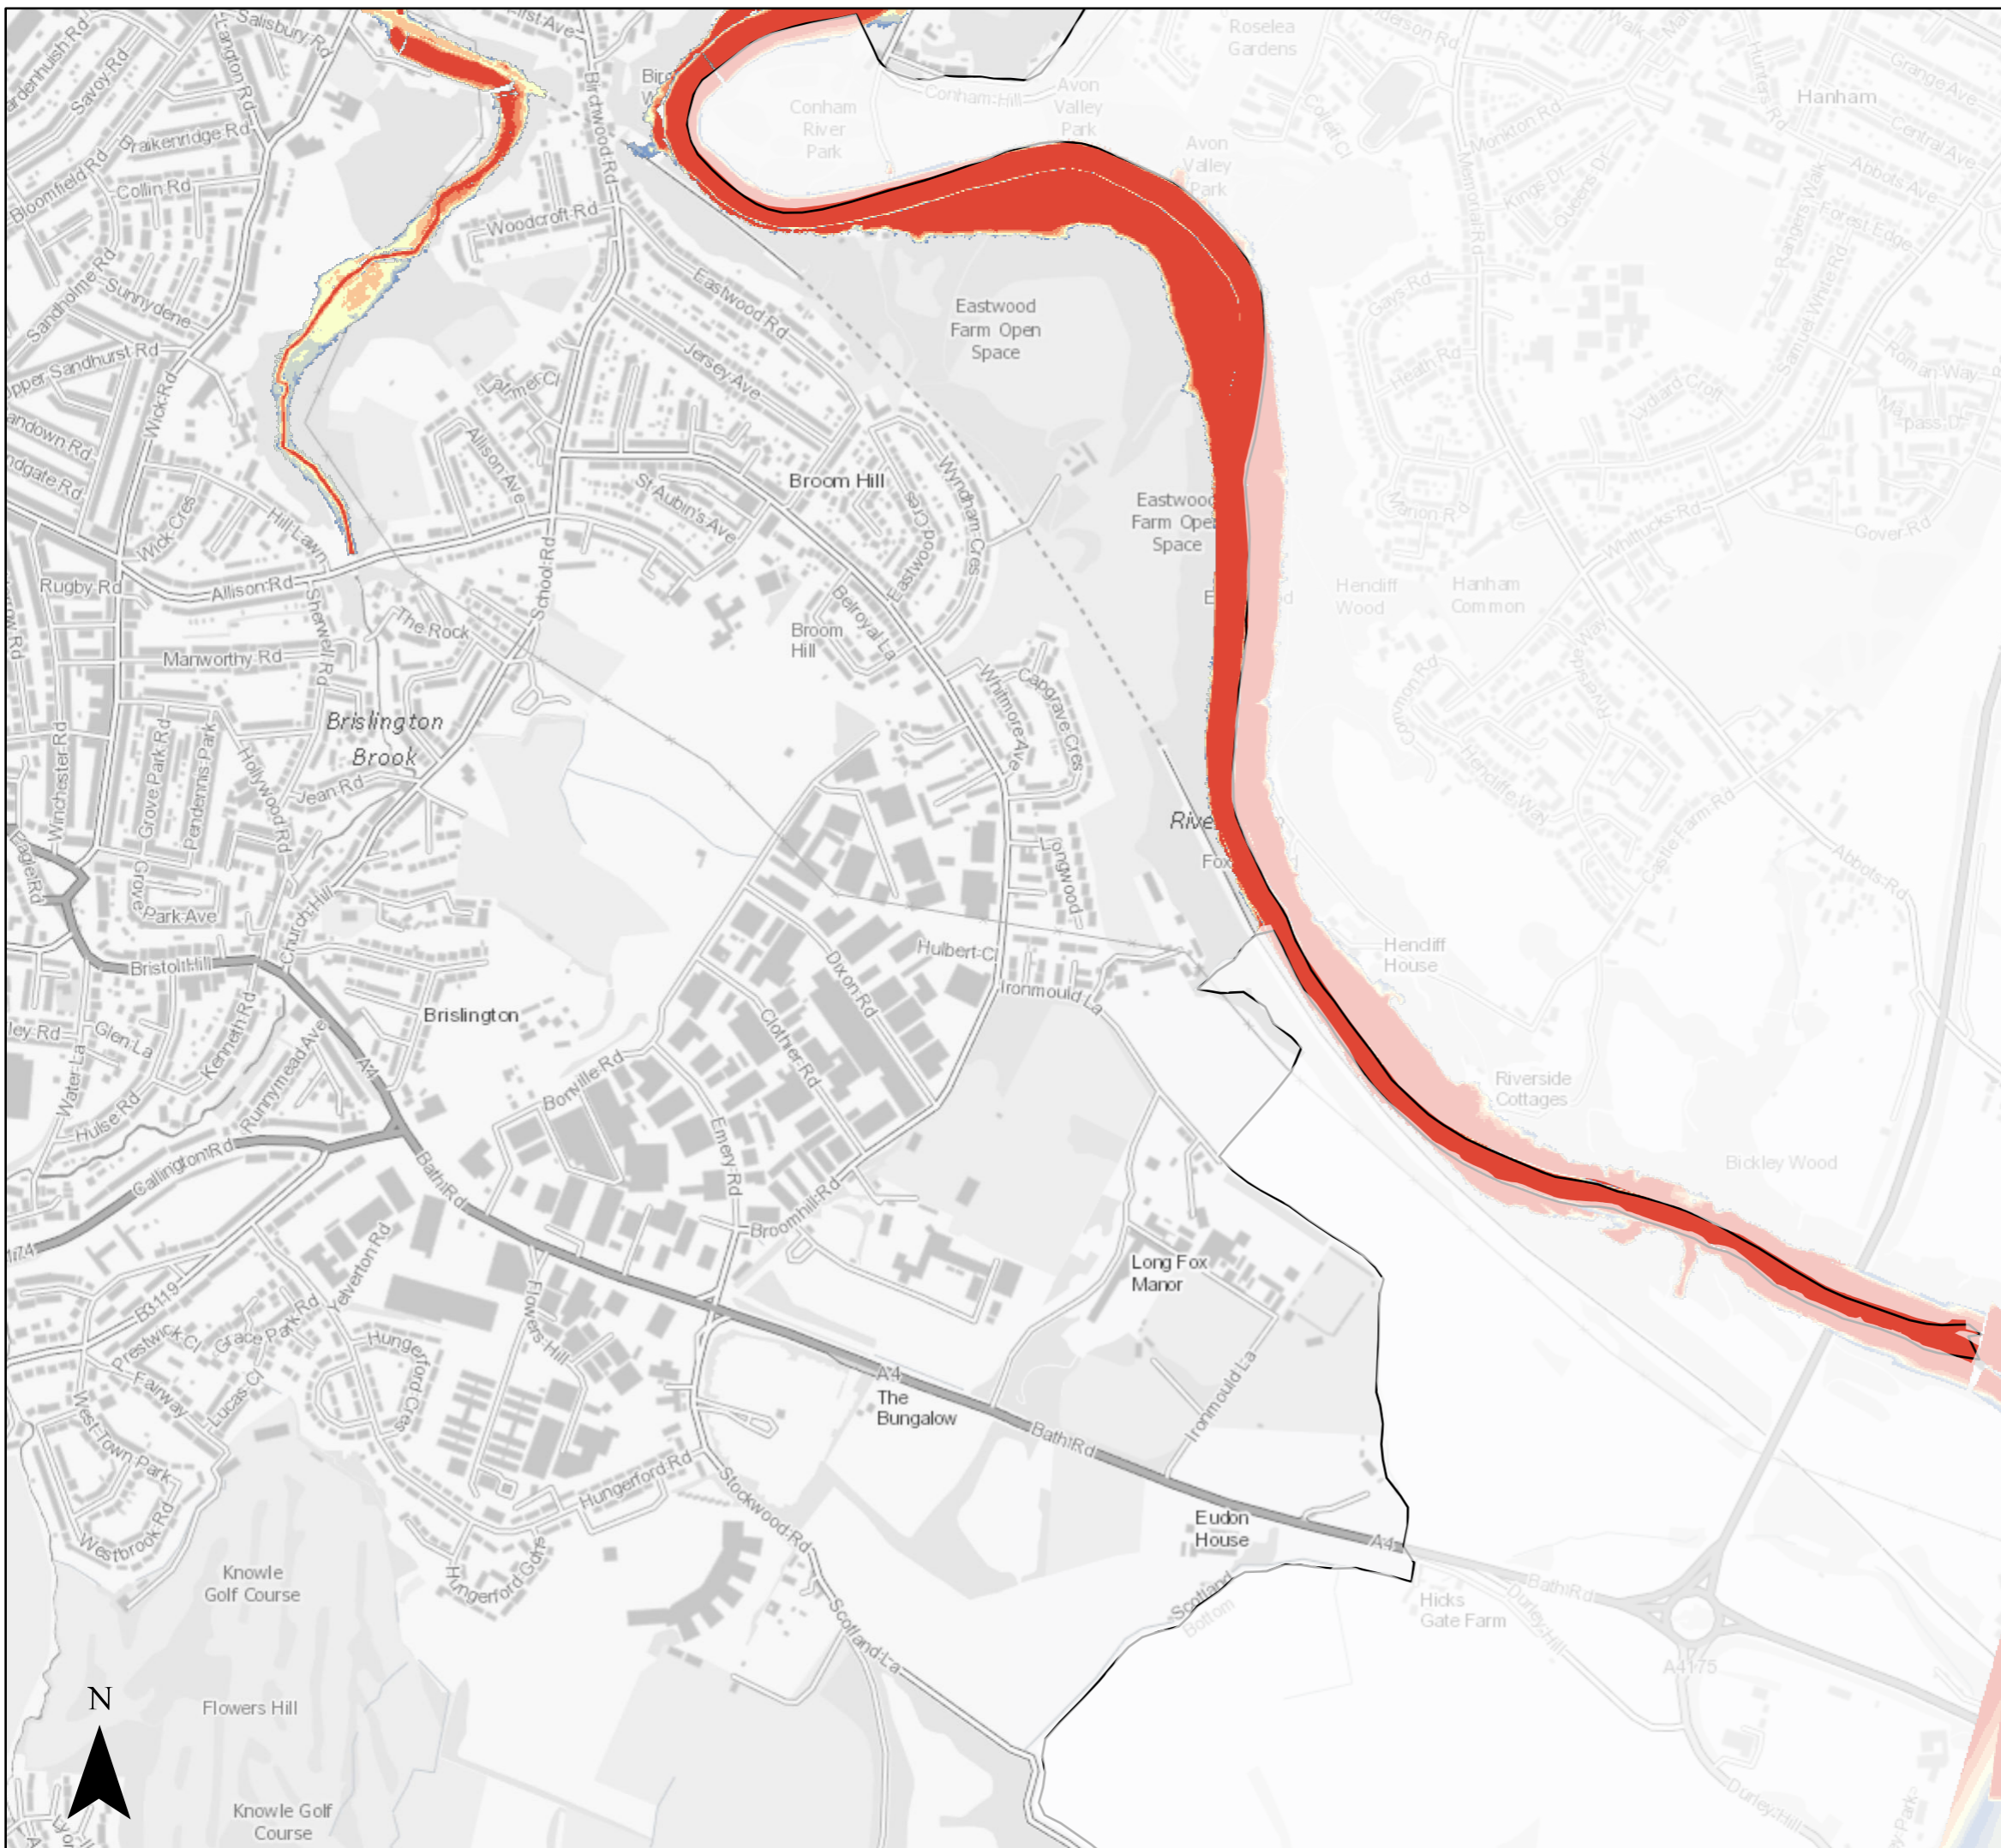 Salisbury Rd
Langton Rd
Savoy Rd
Braikenridge Rd
Bloomfield Rd
Collin Rd
Sandholme Rd
Sunnydene
Upper Sandhurst Rd
Wick Rd
Birchwood Rd
Woodcroft Rd
Eastwood Rd
Jersey Ave
Latimer Cl
Allison Ave
Conham
River
Park
Conham Hill
Avon
Valley
Park
Avon
Valley
Park
Roselea
Gardens
Collett Cl
Memorial Rd
Monkton Rd
Kings Dr
Queens Dr
Hunters Rd
Hanham
Grange Ave
Central Ave
Abbots Ave
Forest Edge
Rangers Walk
Samuel White Rd
Roman Way
Lydiard Croft
Gays Rd
Heath Rd
Marion Rd
Whittucks Rd
Gover Rd
Eastwood
Farm Open
Space
Eastwood
Farm Open
Space
Hencliff
Wood
Hanham
Common
Common Rd
Riverside Way
Hencliffe Way
Castle Farm Rd
Abbots Rd
Broom Hill
Wyndham Cres
Eastwood Cres
St Aubin's Ave
Belroyal La
Broom
Hill
Whitmore Ave
Capgrave Cres
Longwood
Wick Cres
Hill Lawn
Allison Rd
School Rd
Rugby Rd
The Rock
Sherwell Rd
Manworthy Rd
Brislington
Brook
Winchester Rd
Grove Park Rd
Pendennis Park
Hollywood Rd
Jean Rd
Eagle Rd
Grove
Park Ave
Church Hill
Bristol Hill
Glen La
Kenneth Rd
Water La
Hulse Rd
Runnymead Ave
A4
Brislington
Callington Rd
Bath Rd
Bonville Rd
Dixon Rd
Clothier Rd
Emery Rd
Broomhill Rd
Hulbert Cl
Ironmould La
Hencliff
House
Riverside
Cottages
Bickley Wood
Long Fox
Manor
B3119
Yelverton Rd
Prestwick Cl
Grace Park Rd
Lucas Cl
Fairway
West Town Park
Westbrook Rd
Hungerford Cres
Flowers Hill
Hungerford Rd
Hungerford Gdns
A4
The
Bungalow
Bath Rd
Ironmould La
Stockwood Rd
Scotland La
Eudon
House
A4
Scotland
Bottom
Bath Rd
Hicks
Gate Farm
Durley Hill
A4175
Durley Hill
Knowle
Golf Course
Flowers Hill
Knowle Golf
Course
N